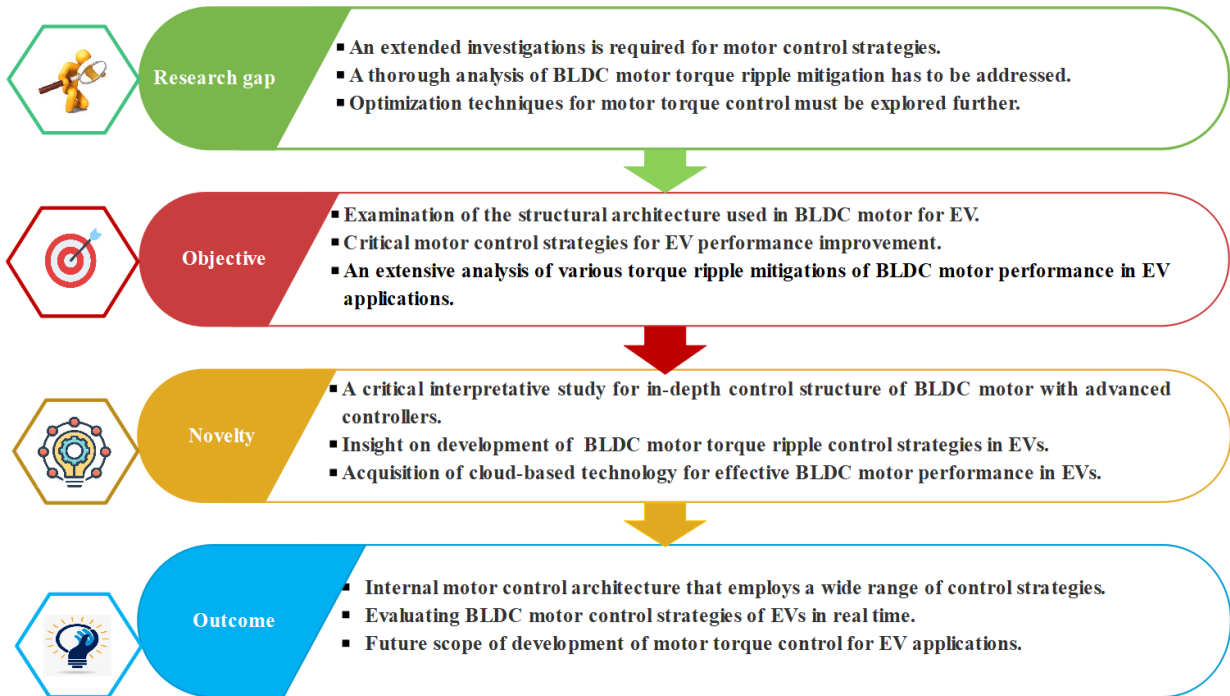 Research gap
▪ An extended investigations is required for motor control strategies.
▪ A thorough analysis of BLDC motor torque ripple mitigation has to be addressed.
▪ Optimization techniques for motor torque control must be explored further.
Objective
▪ Examination of the structural architecture used in BLDC motor for EV.
▪ Critical motor control strategies for EV performance improvement.
▪ An extensive analysis of various torque ripple mitigations of BLDC motor performance in EV
applications.
Novelty
▪ A critical interpretative study for in-depth control structure of BLDC motor with advanced
controllers.
▪ Insight on development of BLDC motor torque ripple control strategies in EVs.
▪ Acquisition of cloud-based technology for effective BLDC motor performance in EVs.
Outcome
▪ Internal motor control architecture that employs a wide range of control strategies.
▪ Evaluating BLDC motor control strategies of EVs in real time.
▪ Future scope of development of motor torque control for EV applications.